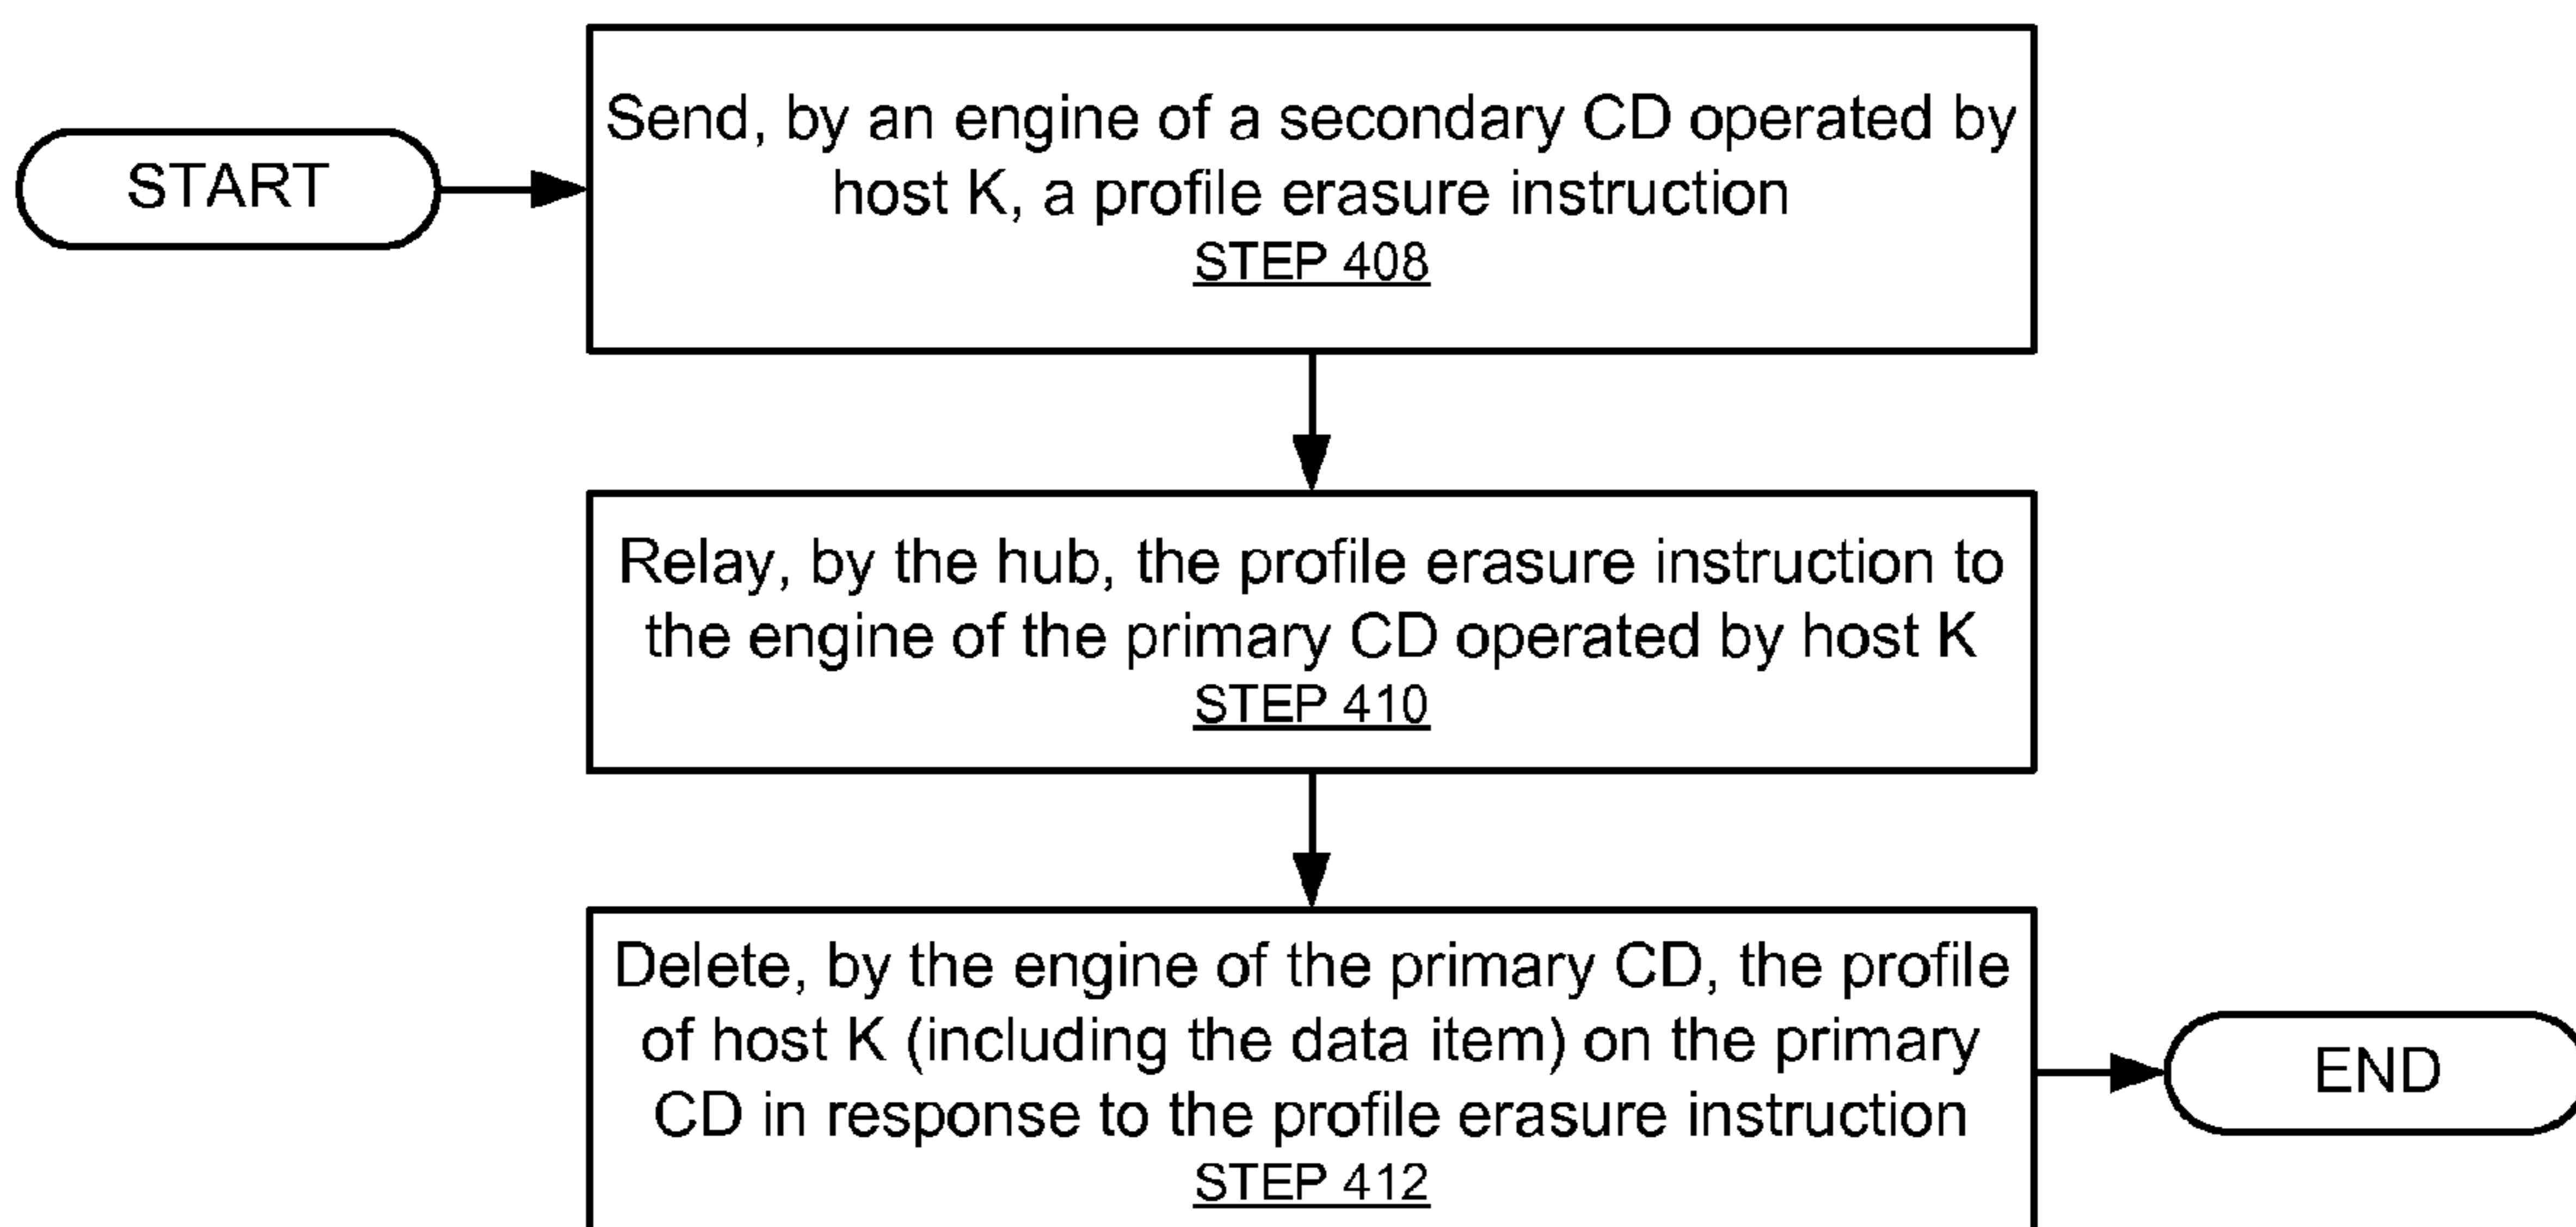 START
Send, by an engine of a secondary CD operated by
host K, a profile erasure instruction
STEP 408
Relay, by the hub, the profile erasure instruction to
the engine of the primary CD operated by host K
STEP 410
Delete, by the engine of the primary CD, the profile
of host K (including the data item) on the primary
CD in response to the profile erasure instruction
STEP 412
END